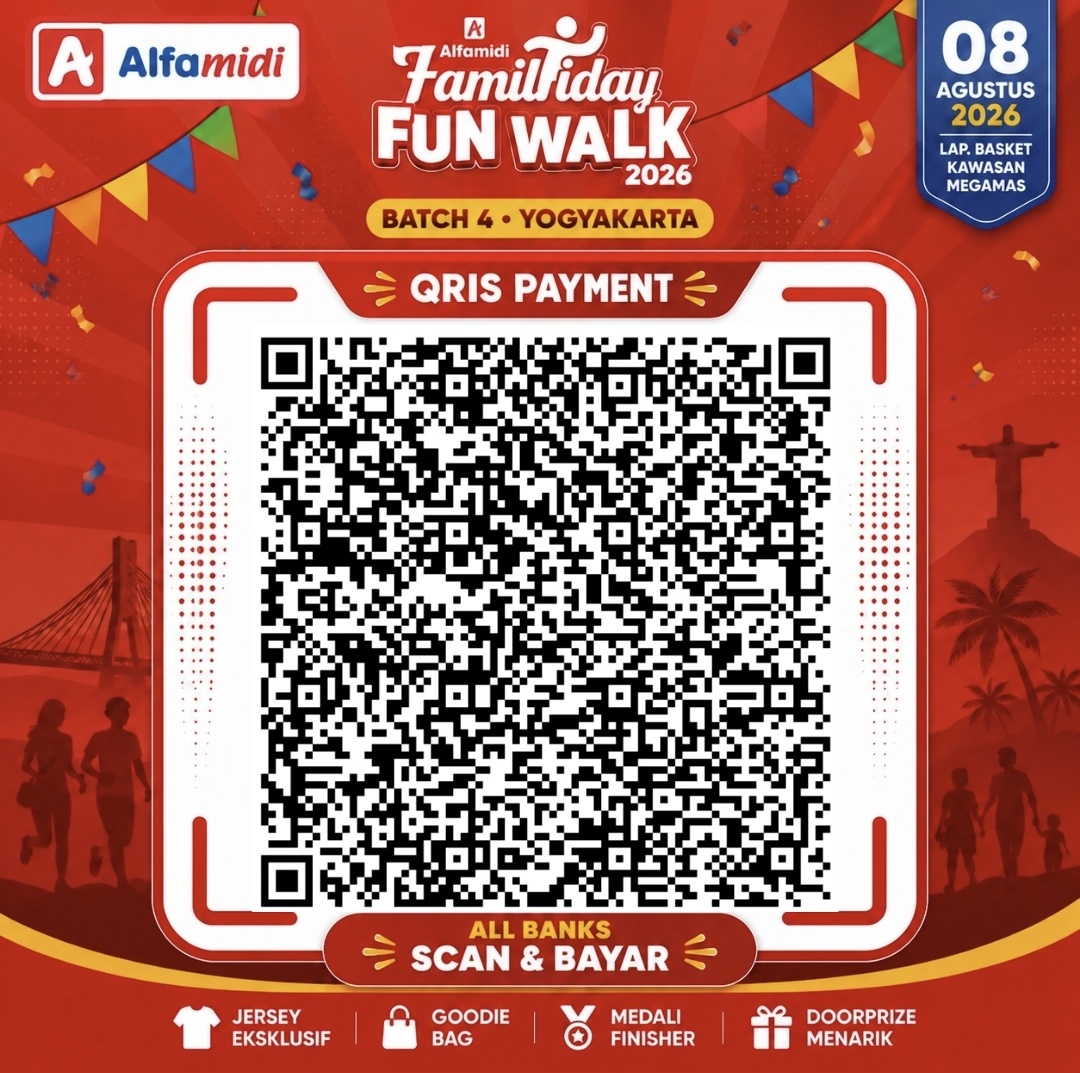 Alfamidi
Alfamidi
FamiliFriday
FUN WALK
2026
BATCH 4 • YOGYAKARTA
08
AGUSTUS
2026
LAP. BASKET
KAWASAN
MEGAMAS
QRIS PAYMENT
ALL BANKS
SCAN & BAYAR
JERSEY
EKSKLUSIF
GOODIE
BAG
MEDALI
FINISHER
DOORPRIZE
MENARIK